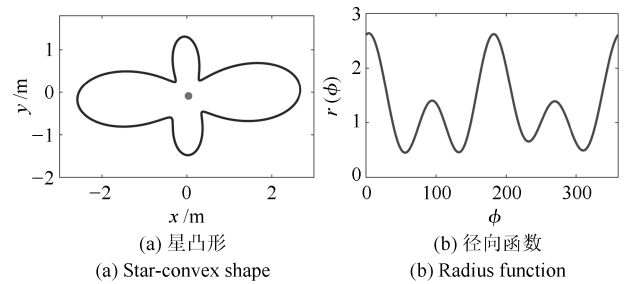 1
0
−1
−2
y /m
−2
0
2
x /m
(a) 星凸形
(a) Star-convex shape
3
2
1
0
r (ϕ)
0
100
200
300
ϕ
(b) 径向函数
(b) Radius function